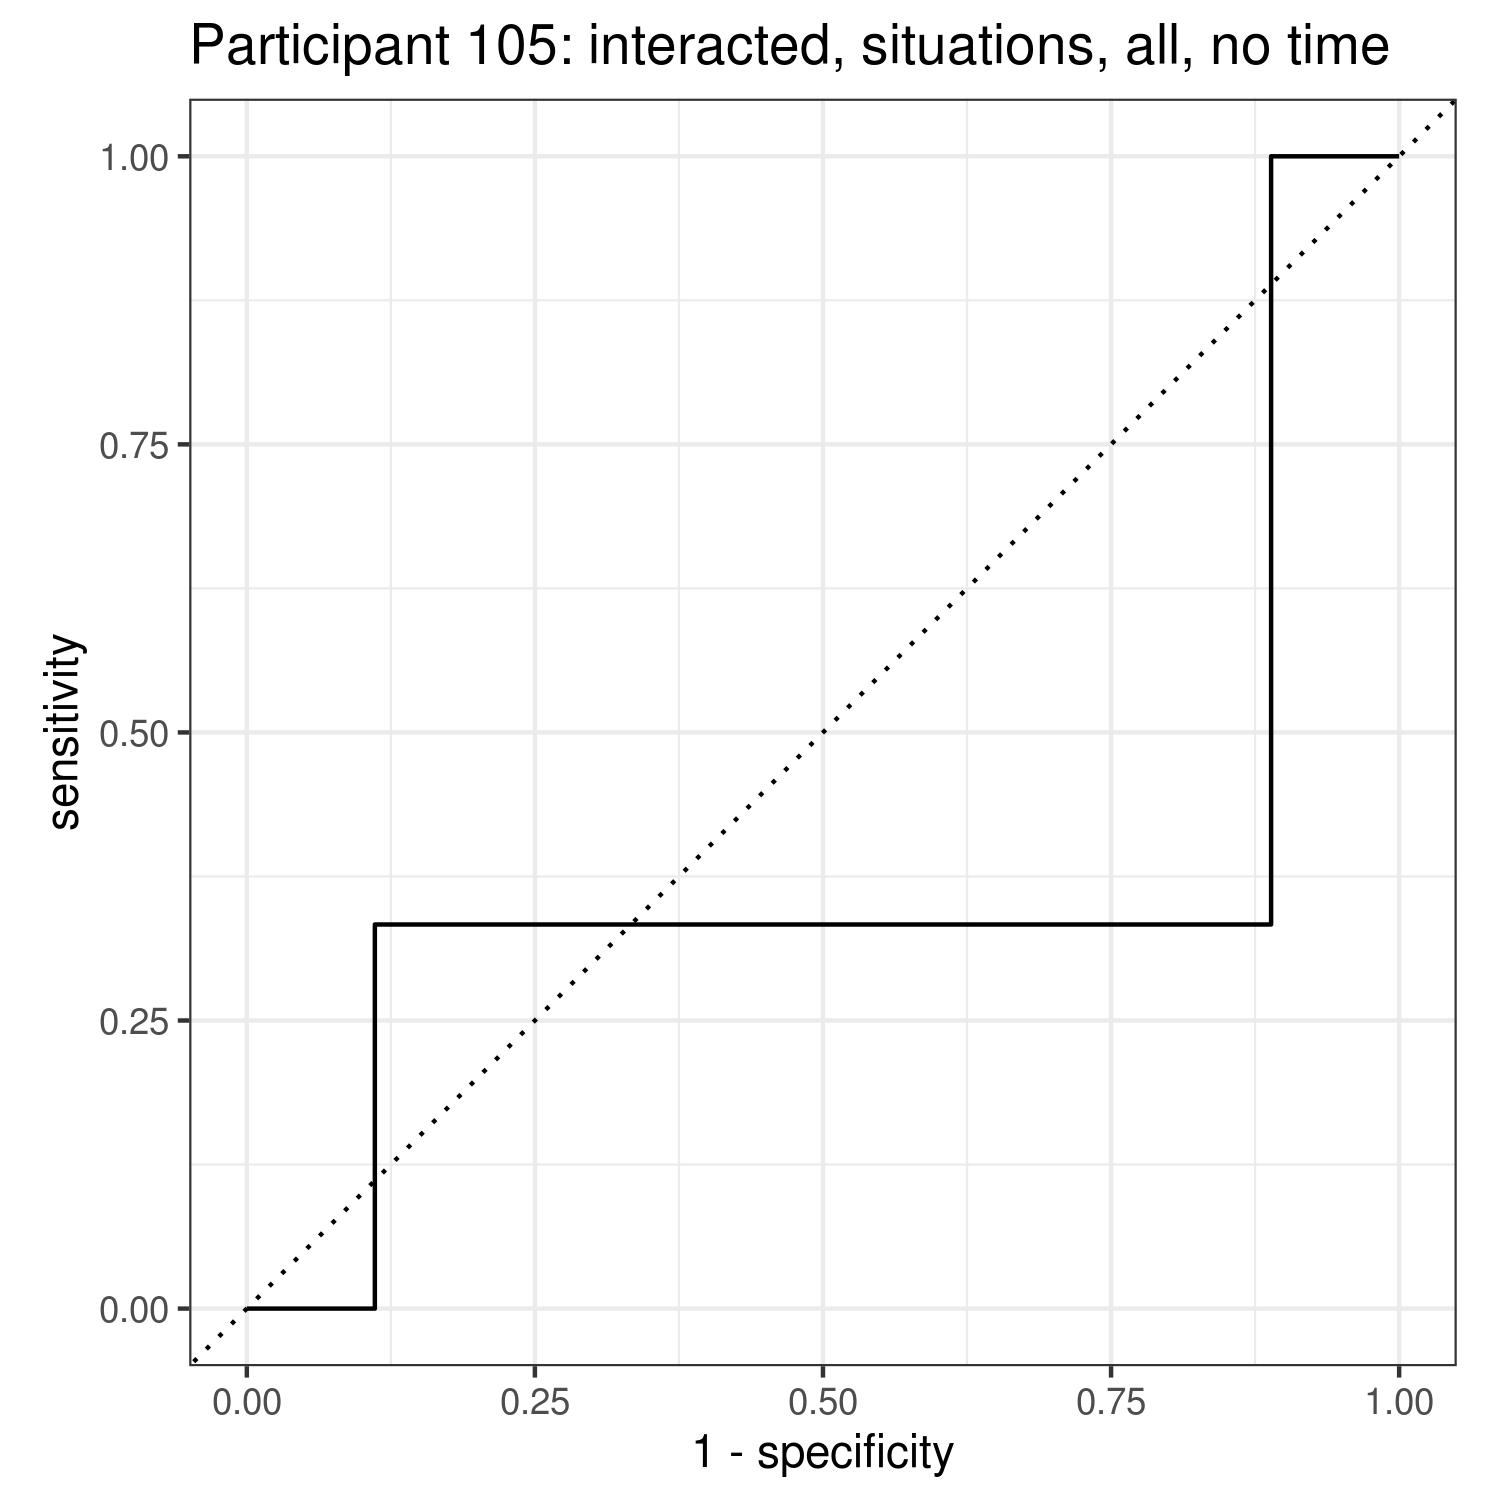 Participant 105: interacted, situations, all, no time
1.00
0.75
0.50
0.25
0.00
sensitivity
0.00 0.25 0.50 0.75 1.00
1 - specificity